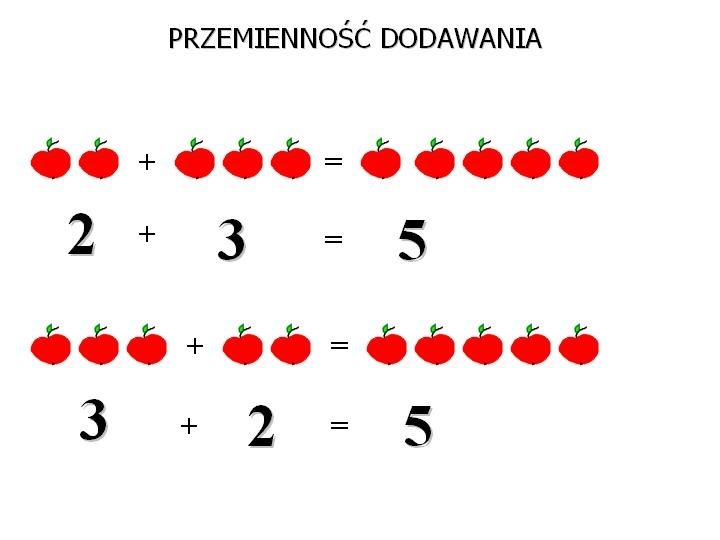 PRZEMIENNOŚĆ DODAWANIA
+ =
2 + 3 = 5
+ =
3 + 2 = 5